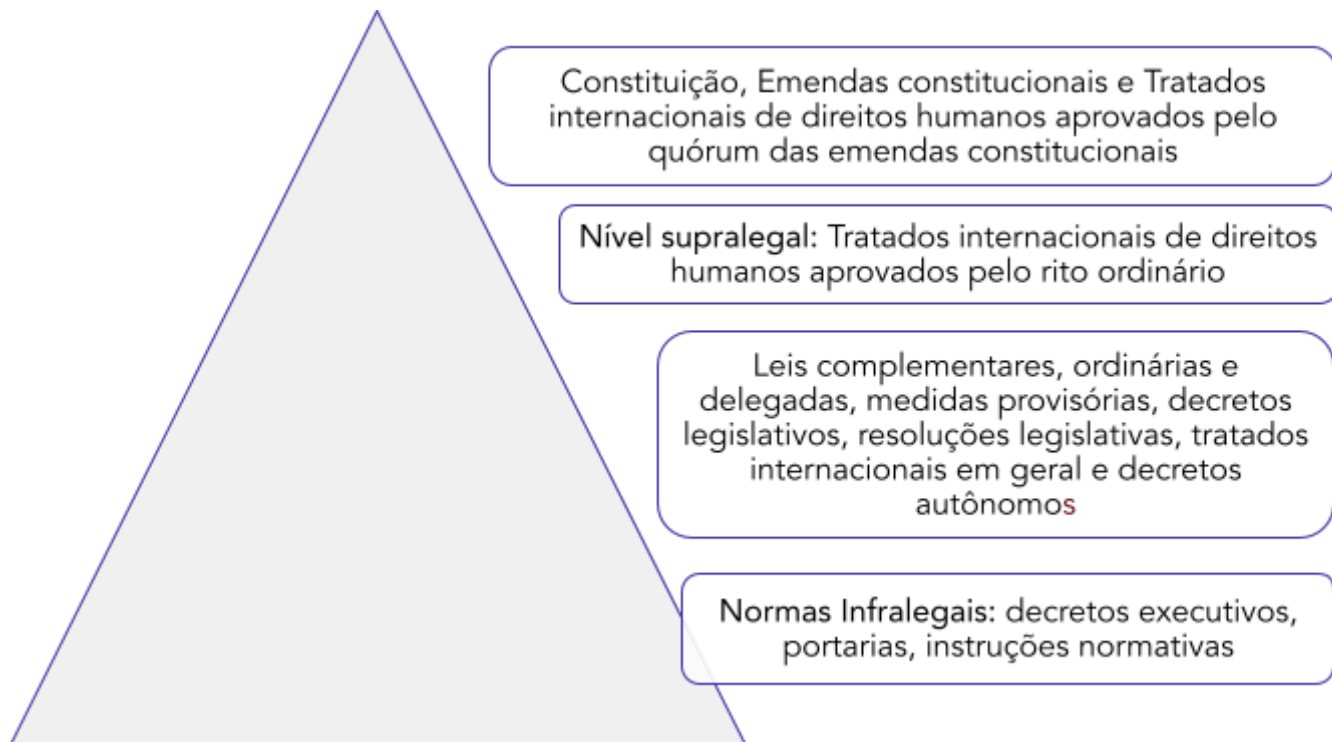 Constituição, Emendas constitucionais e Tratados
internacionais de direitos humanos aprovados pelo
quórum das emendas constitucionais
Nível supralegal: Tratados internacionais de direitos
humanos aprovados pelo rito ordinário
Leis complementares, ordinárias e
delegadas, medidas provisórias, decretos
legislativos, resoluções legislativas, tratados
internacionais em geral e decretos
autônomos
Normas Infralegais: decretos executivos,
portarias, instruções normativas